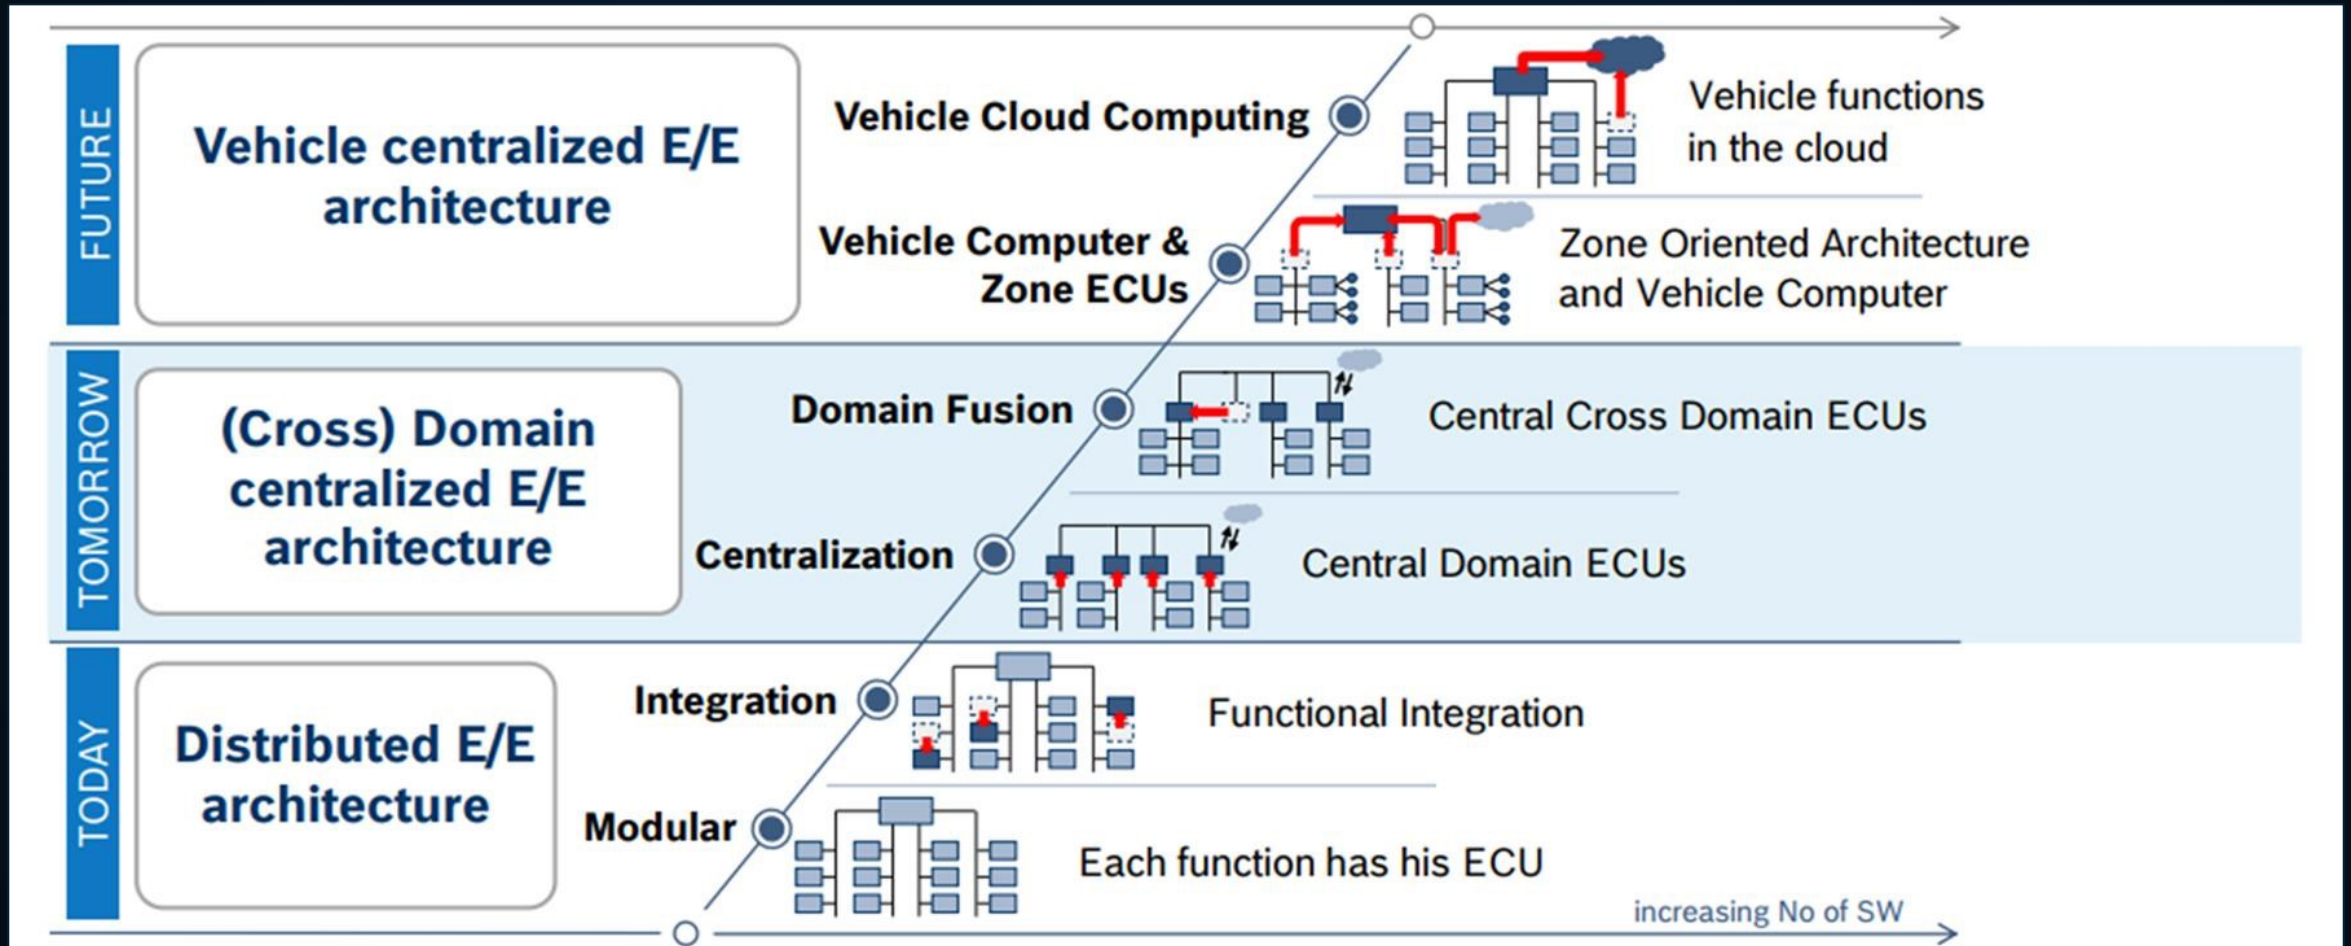 FUTURE
Vehicle centralized E/E
architecture
Vehicle Cloud Computing
Vehicle functions
in the cloud
Vehicle Computer &
Zone ECUs
Zone Oriented Architecture
and Vehicle Computer
TOMORROW
(Cross) Domain
centralized E/E
architecture
Domain Fusion
Central Cross Domain ECUs
Centralization
Central Domain ECUs
TODAY
Distributed E/E
architecture
Integration
Functional Integration
Modular
Each function has his ECU
increasing No of SW